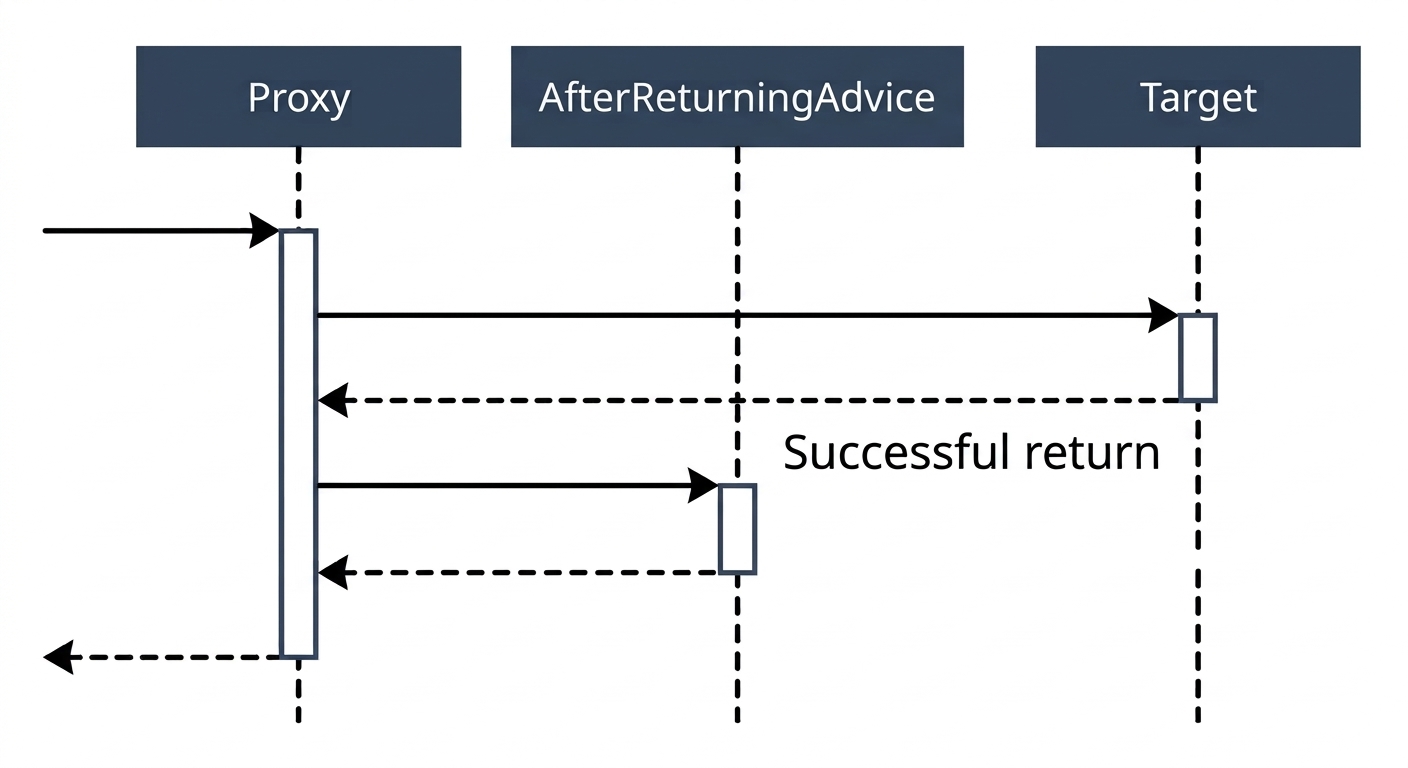 Proxy
AfterReturningAdvice
Target
Successful return